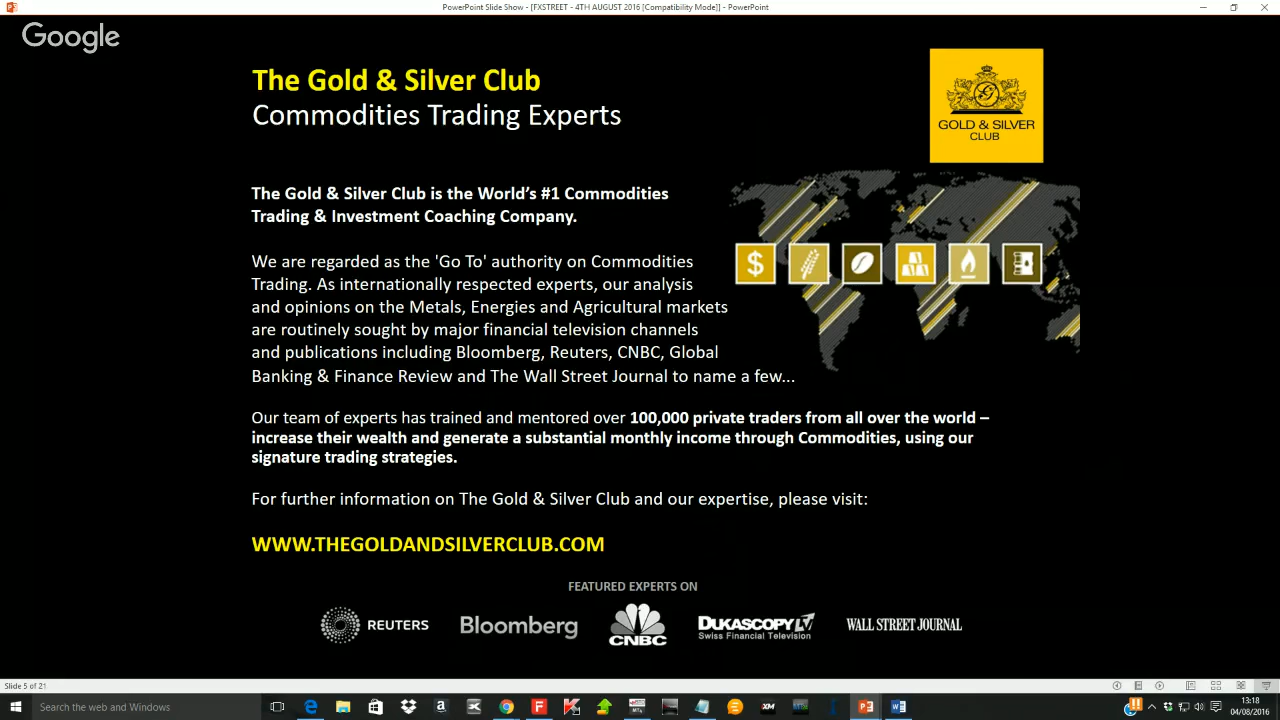 PowerPoint Slide Show - [FXSTREET - 4TH AUGUST 2016 [Compatibility Mode]] - PowerPoint
Google
The Gold & Silver Club
Commodities Trading Experts
GOLD & SILVER
CLUB
The Gold & Silver Club is the World's #1 Commodities
Trading & Investment Coaching Company.
We are regarded as the 'Go To' authority on Commodities
Trading. As internationally respected experts, our analysis
and opinions on the Metals, Energies and Agricultural markets
are routinely sought by major financial television channels
and publications including Bloomberg, Reuters, CNBC, Global
Banking & Finance Review and The Wall Street Journal to name a few...
Our team of experts has trained and mentored over 100,000 private traders from all over the world –
increase their wealth and generate a substantial monthly income through Commodities, using our
signature trading strategies.
For further information on The Gold & Silver Club and our expertise, please visit:
WWW.THEGOLDANDSILVERCLUB.COM
FEATURED EXPERTS ON
REUTERS
Bloomberg
CNBC
DUKASCOPY TV
Swiss Financial Television
WALL STREET JOURNAL
Slide 5 of 21
Search the web and Windows
13:18
04/08/2016